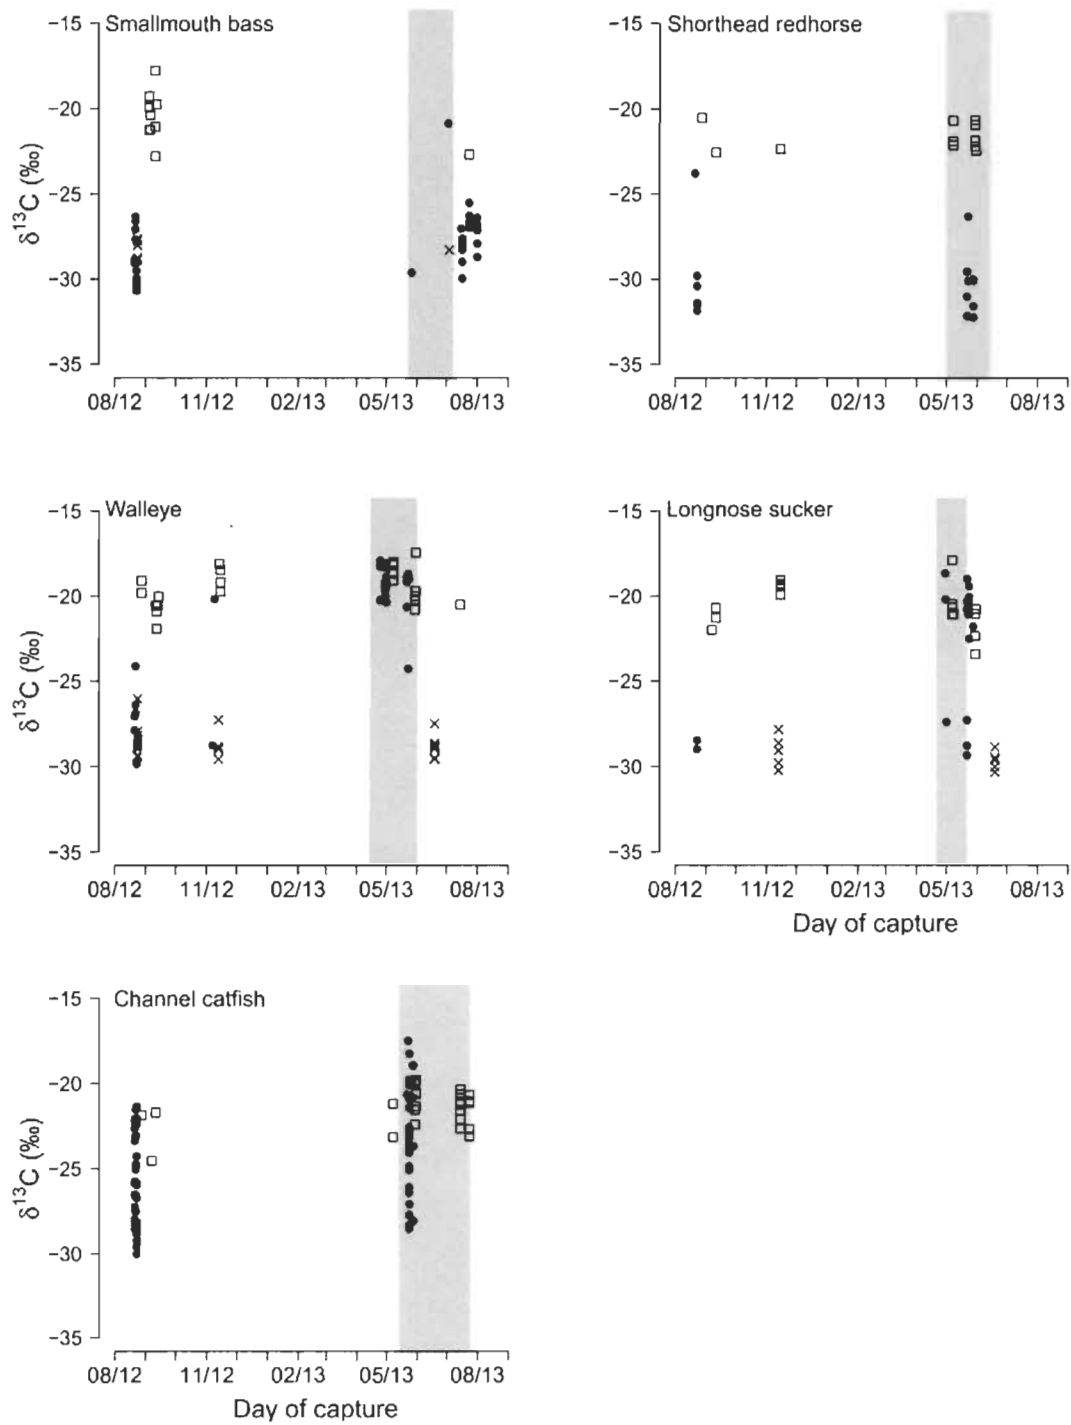 Smallmouth bass
−15
−20
−25
−30
−35
δ13C (‰)
08/12 11/12 02/13 05/13 08/13
Shorthead redhorse
−15
−20
−25
−30
−35
08/12 11/12 02/13 05/13 08/13
Walleye
−15
−20
−25
−30
−35
δ13C (‰)
08/12 11/12 02/13 05/13 08/13
Longnose sucker
−15
−20
−25
−30
−35
08/12 11/12 02/13 05/13 08/13
Day of capture
Channel catfish
−15
−20
−25
−30
−35
δ13C (‰)
08/12 11/12 02/13 05/13 08/13
Day of capture